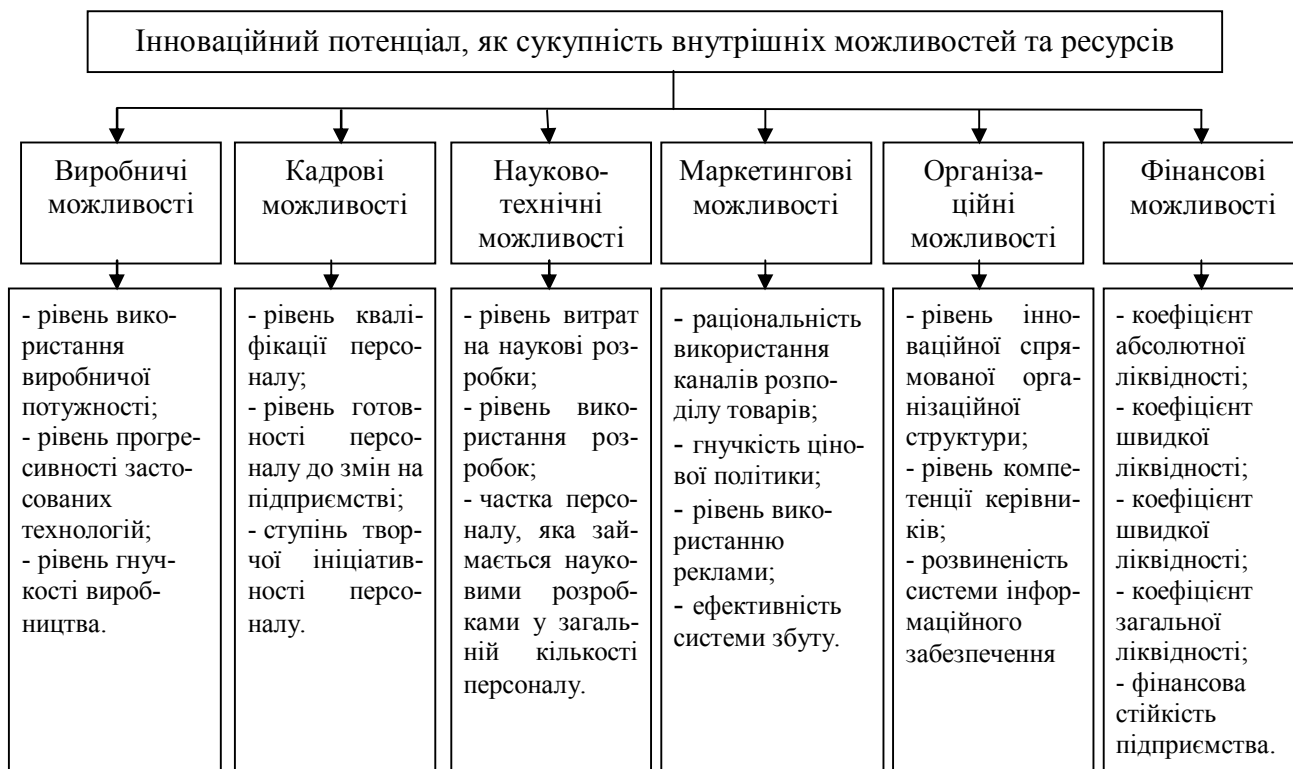 Інноваційний потенціал, як сукупність внутрішніх можливостей та ресурсів
Виробничі
можливості
Кадрові
можливості
Науково-
технічні
можливості
Маркетингові
можливості
Організа-
ційні
можливості
Фінансові
можливості
- рівень вико-
ристання
виробничої
потужності;
- рівень прогре-
сивності засто-
сованих
технологій;
- рівень гнуч-
кості вироб-
ництва.
- рівень квалі-
фікації персо-
налу;
- рівень готов-
ності персо-
налу до змін на
підприємстві;
- ступінь твор-
чої ініціатив-
ності персо-
налу.
- рівень витрат
на наукові роз-
робки;
- рівень вико-
ристання роз-
робок;
- частка персо-
налу, яка зай-
мається науко-
вими розроб-
ками у загаль-
ній кількості
персоналу.
- раціональність
використання
каналів розпо-
ділу товарів;
- гнучкість ціно-
вої політики;
- рівень вико-
ристанню
реклами;
- ефективність
системи збуту.
- рівень інно-
ваційної спря-
мованої орга-
нізаційної
структури;
- рівень компе-
тенції керівни-
ків;
- розвиненість
системи інфор-
маційного
забезпечення
- коефіцієнт
абсолютної
ліквідності;
- коефіцієнт
швидкої
ліквідності;
- коефіцієнт
швидкої
ліквідності;
- коефіцієнт
загальної
ліквідності;
- фінансова
стійкість
підприємства.